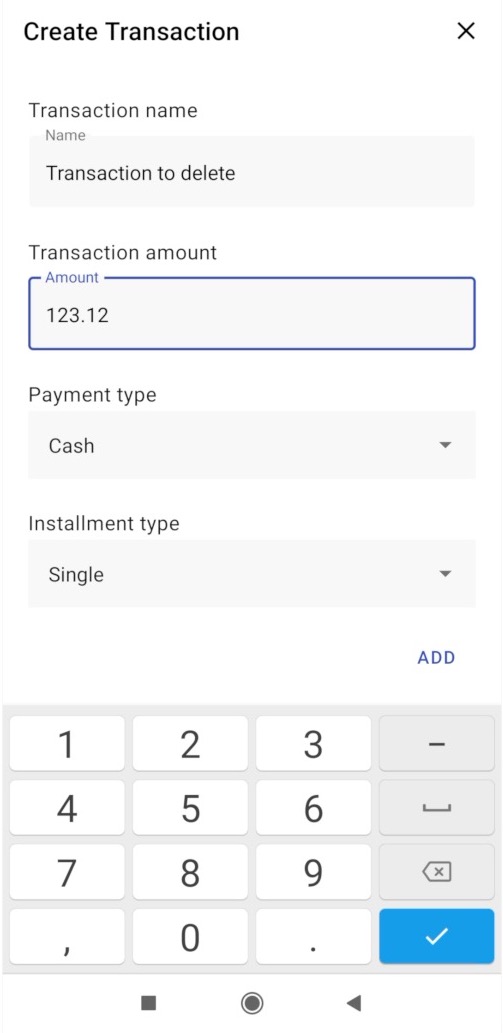 Create Transaction
Transaction name
Name
Transaction to delete
Transaction amount
Amount
123.12
Payment type
Cash
Installment type
Single
ADD
1 2 3 –
4 5 6
7 8 9
, 0 .